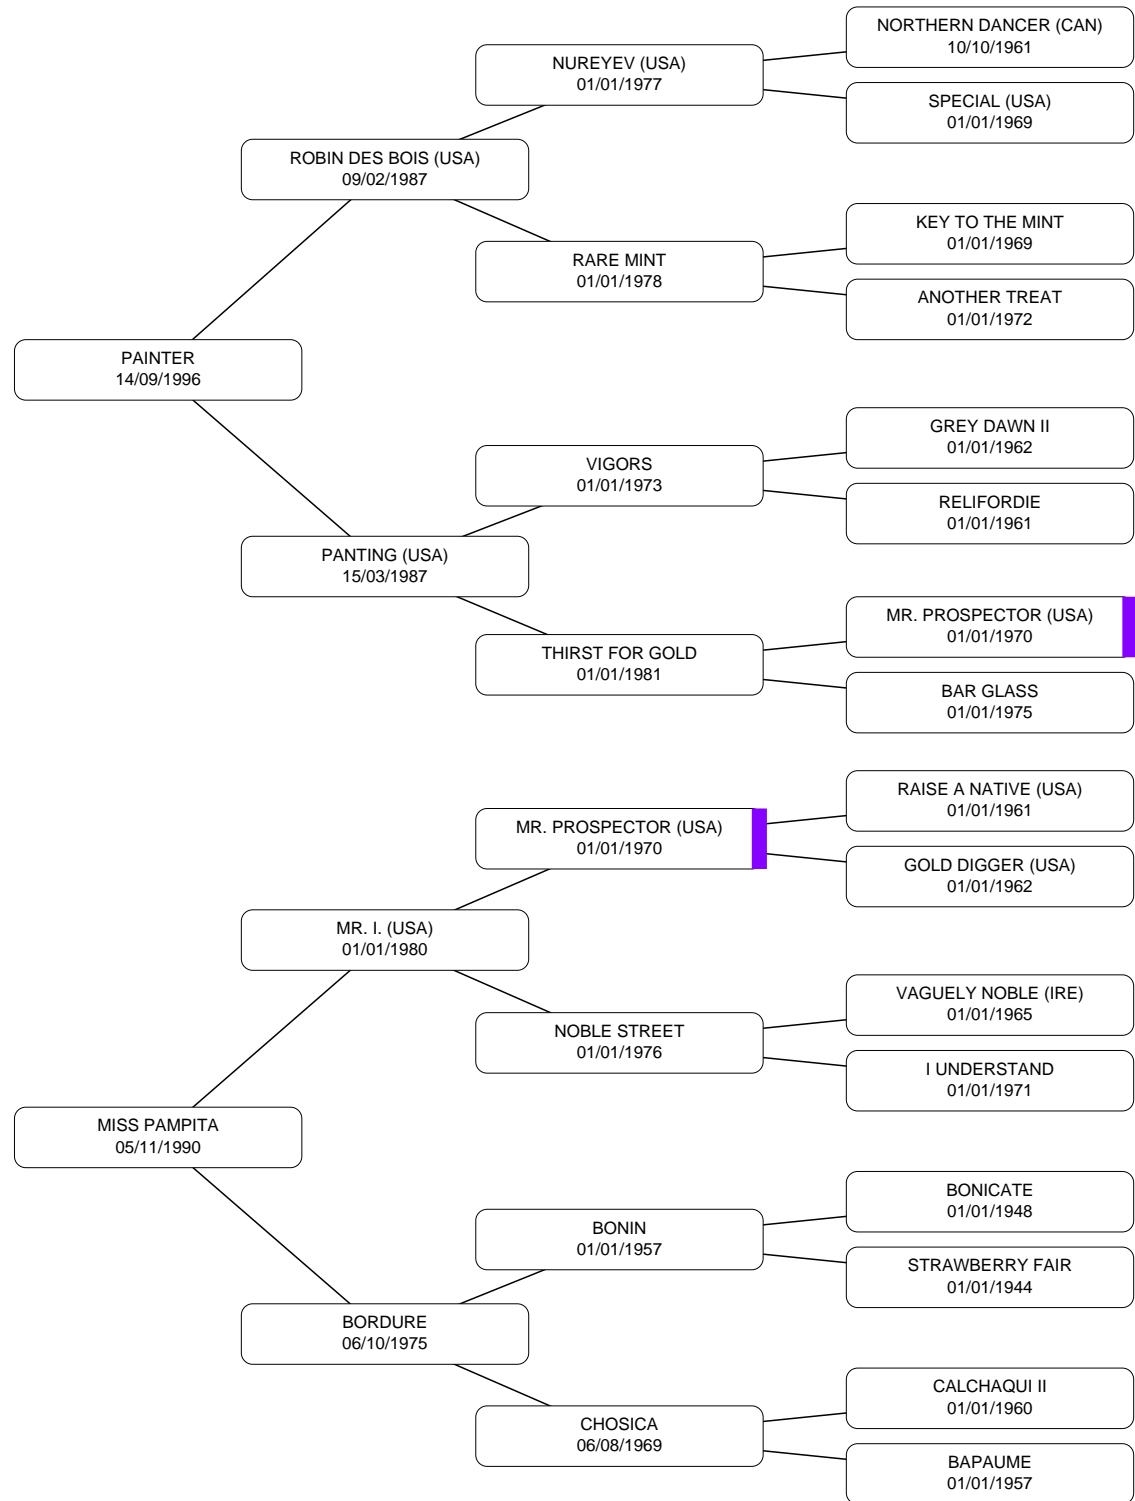 NORTHERN DANCER (CAN)
10/10/1961
NUREYEV (USA)
01/01/1977
SPECIAL (USA)
01/01/1969
ROBIN DES BOIS (USA)
09/02/1987
KEY TO THE MINT
01/01/1969
RARE MINT
01/01/1978
ANOTHER TREAT
01/01/1972
PAINTER
14/09/1996
GREY DAWN II
01/01/1962
VIGORS
01/01/1973
RELIFORDIE
01/01/1961
PANTING (USA)
15/03/1987
MR. PROSPECTOR (USA)
01/01/1970
THIRST FOR GOLD
01/01/1981
BAR GLASS
01/01/1975
RAISE A NATIVE (USA)
01/01/1961
MR. PROSPECTOR (USA)
01/01/1970
GOLD DIGGER (USA)
01/01/1962
MR. I. (USA)
01/01/1980
VAGUELY NOBLE (IRE)
01/01/1965
NOBLE STREET
01/01/1976
I UNDERSTAND
01/01/1971
MISS PAMPITA
05/11/1990
BONICATE
01/01/1948
BONIN
01/01/1957
STRAWBERRY FAIR
01/01/1944
BORDURE
06/10/1975
CALCHAQUI II
01/01/1960
CHOSICA
06/08/1969
BAPAUME
01/01/1957